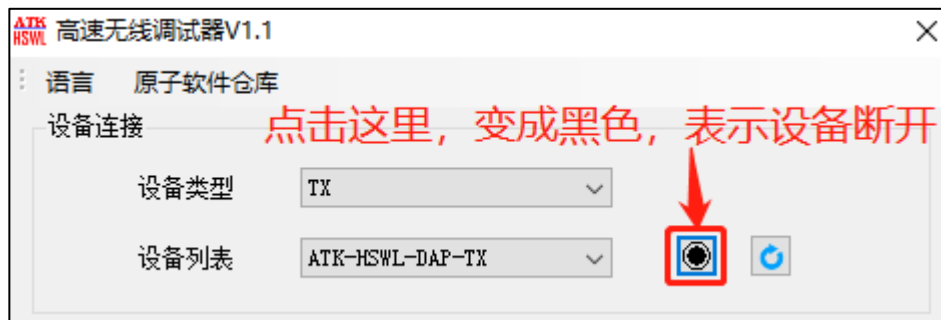 ATK
HSWL
高速无线调试器V1.1
语言 原子软件仓库
设备连接
点击这里，变成黑色，表示设备断开
设备类型 TX
设备列表 ATK-HSWL-DAP-TX